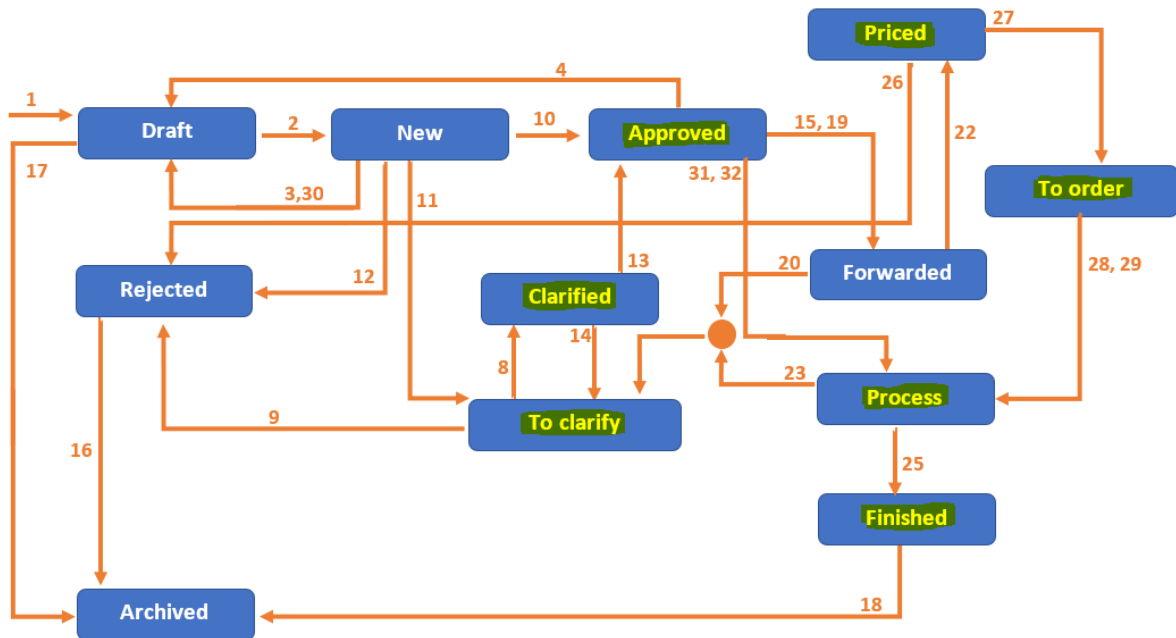 27
Priced
4
26
1
Draft
2
New
10
Approved
15, 19
22
17
3,30
11
31, 32
To order
13
20
28, 29
Rejected
12
Forwarded
Clarified
14
8
23
Process
9
To clarify
16
25
Finished
Archived
18